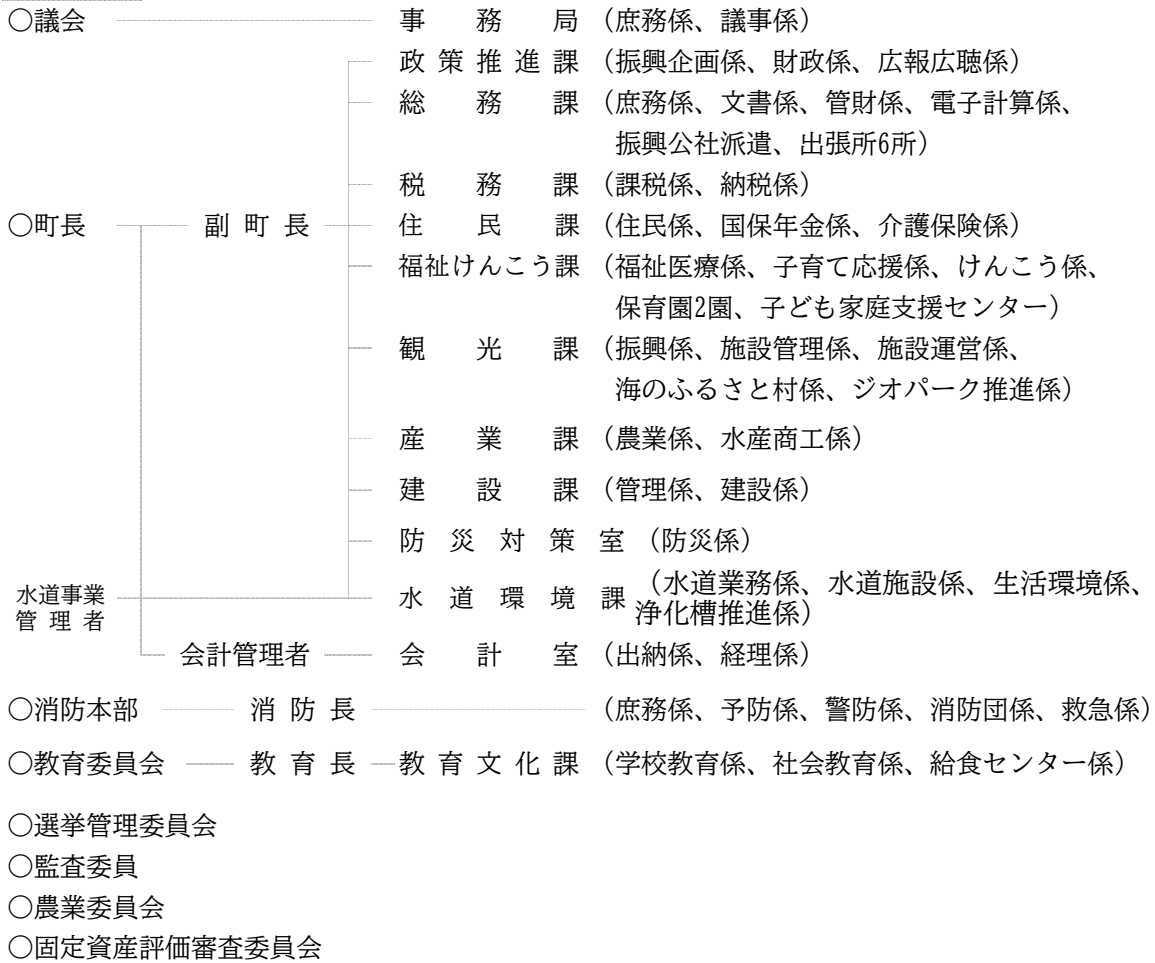 ○議会 事務局（庶務係、議事係）
政策推進課（振興企画係、財政係、広報広聴係）
総務課（庶務係、文書係、管財係、電子計算係、
振興公社派遣、出張所6所）
税務課（課税係、納税係）
○町長 副町長 住民課（住民係、国保年金係、介護保険係）
福祉けんこう課（福祉医療係、子育て応援係、けんこう係、
保育園2園、子ども家庭支援センター）
観光課（振興係、施設管理係、施設運営係、
海のふるさと村係、ジオパーク推進係）
産業課（農業係、水産商工係）
建設課（管理係、建設係）
防災対策室（防災係）
水道事業
管理者
水道環境課（水道業務係、水道施設係、生活環境係、
浄化槽推進係）
会計管理者 会計室（出納係、経理係）
○消防本部 消防長（庶務係、予防係、警防係、消防団係、救急係）
○教育委員会 教育長 教育文化課（学校教育係、社会教育係、給食センター係）
○選挙管理委員会
○監査委員
○農業委員会
○固定資産評価審査委員会